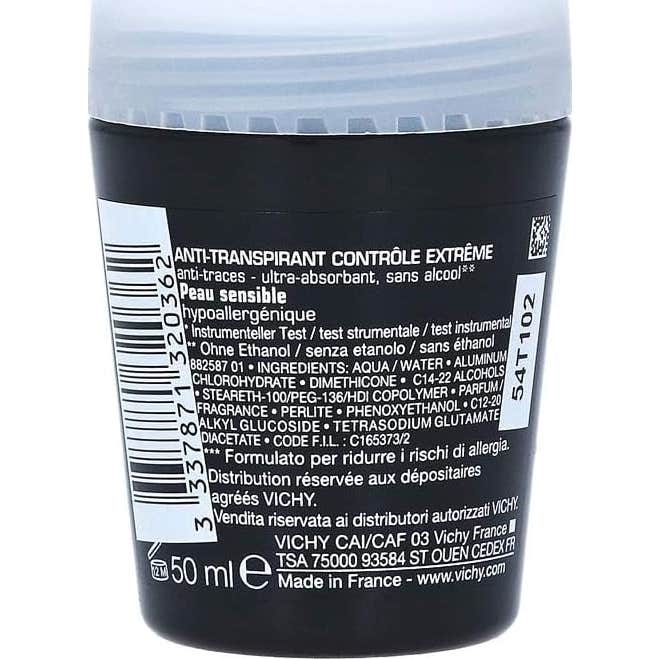 ANTI-TRANSPIRANT CONTRÔLE EXTRÊME
anti-traces - ultra-absorbant, sans alcool**
Peau sensible
hypoallergénique
* Instrumenteller Test / test strumentale / test instrumental
** Ohne Ethanol / senza etanolo / sans éthanol
882587 01 • INGREDIENTS: AQUA / WATER • ALUMINUM
CHLOROHYDRATE • DIMETHICONE • C14-22 ALCOHOLS
• STEARETH-100/PEG-136/HDI COPOLYMER • PARFUM /
FRAGRANCE • PERLITE • PHENOXYETHANOL • C12-20
ALKYL GLUCOSIDE • TETRASODIUM GLUTAMATE
DIACETATE • CODE F.I.L. : C165373/2
*** Formulato per ridurre i rischi di allergia.
Distribution réservée aux dépositaires
agréés VICHY.
Vendita riservata ai distributori autorizzati VICHY.
VICHY CAI/CAF 03 Vichy France
TSA 75000 93584 ST OUEN CEDEX FR
Made in France - www.vichy.com
12 M
50 ml e
3 337871 320362
54T102